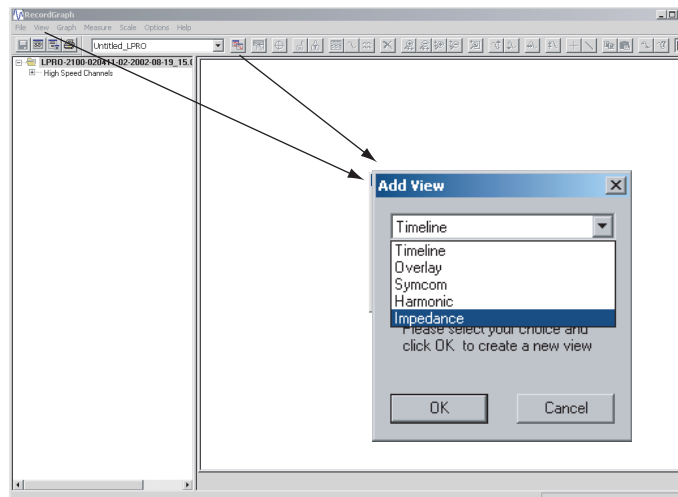 RecordGraph
File View Graph Measure Scale Options Help
Untitled_LPRO
LPRO-2100-020411-02-2002-08-19_15.0
High Speed Channels
Add View
Timeline
Timeline
Overlay
Symcom
Harmonic
Impedance
Please select your choice and
click OK to create a new view
OK Cancel